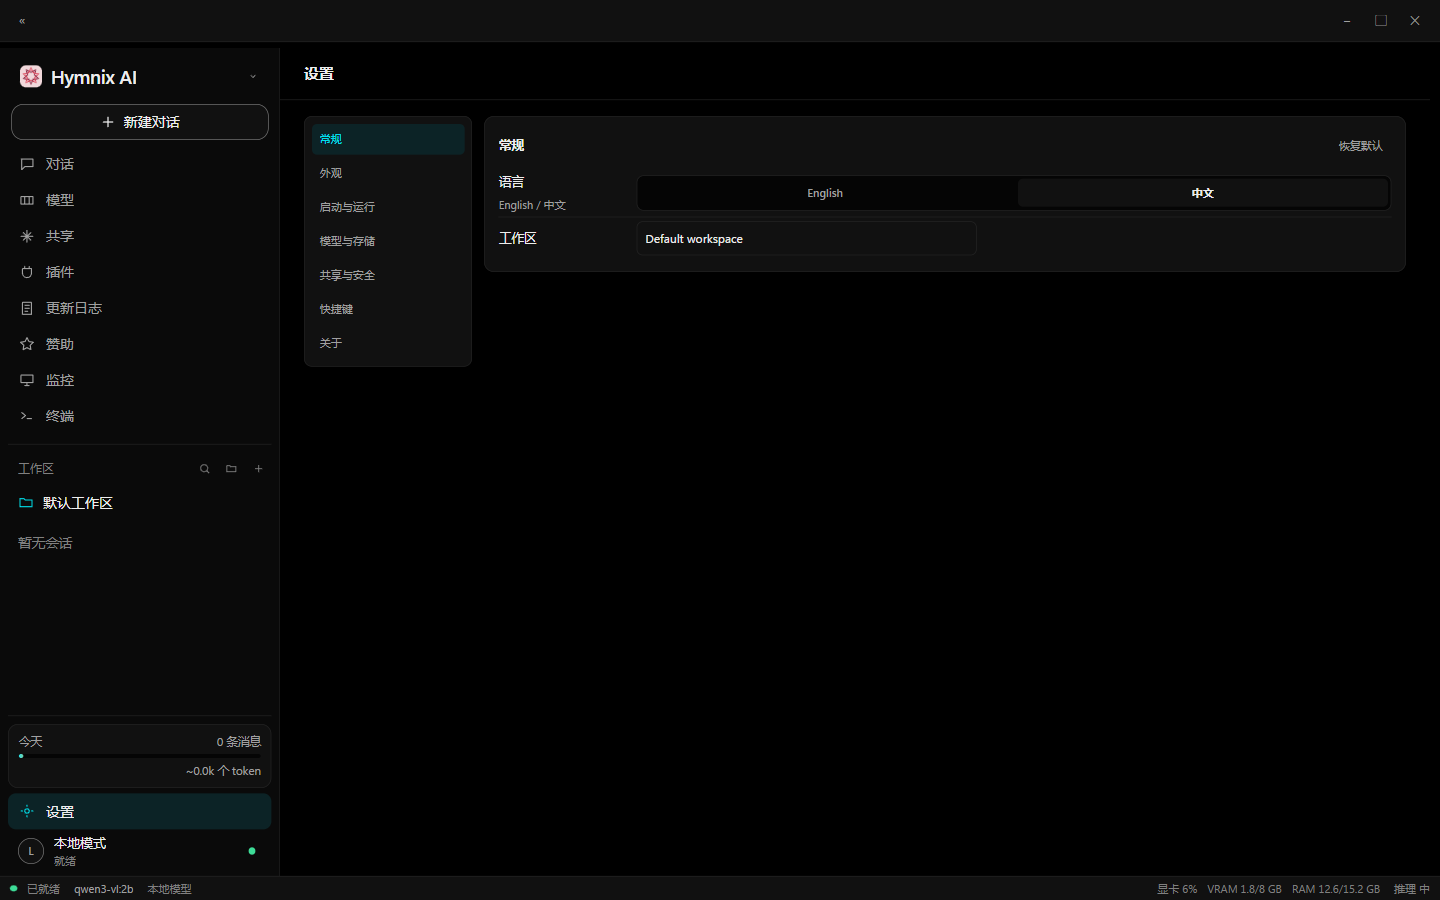 «
Hymnix AI
新建对话
对话
模型
共享
插件
更新日志
赞助
监控
终端
工作区
默认工作区
暂无会话
今天 0 条消息
~0.0k 个 token
设置
L 本地模式
就绪
设置
常规
外观
启动与运行
模型与存储
共享与安全
快捷键
关于
常规 恢复默认
语言
English / 中文
English 中文
工作区 Default workspace
已就绪 qwen3-vl:2b 本地模型 显卡 6% VRAM 1.8/8 GB RAM 12.6/15.2 GB 推理 中